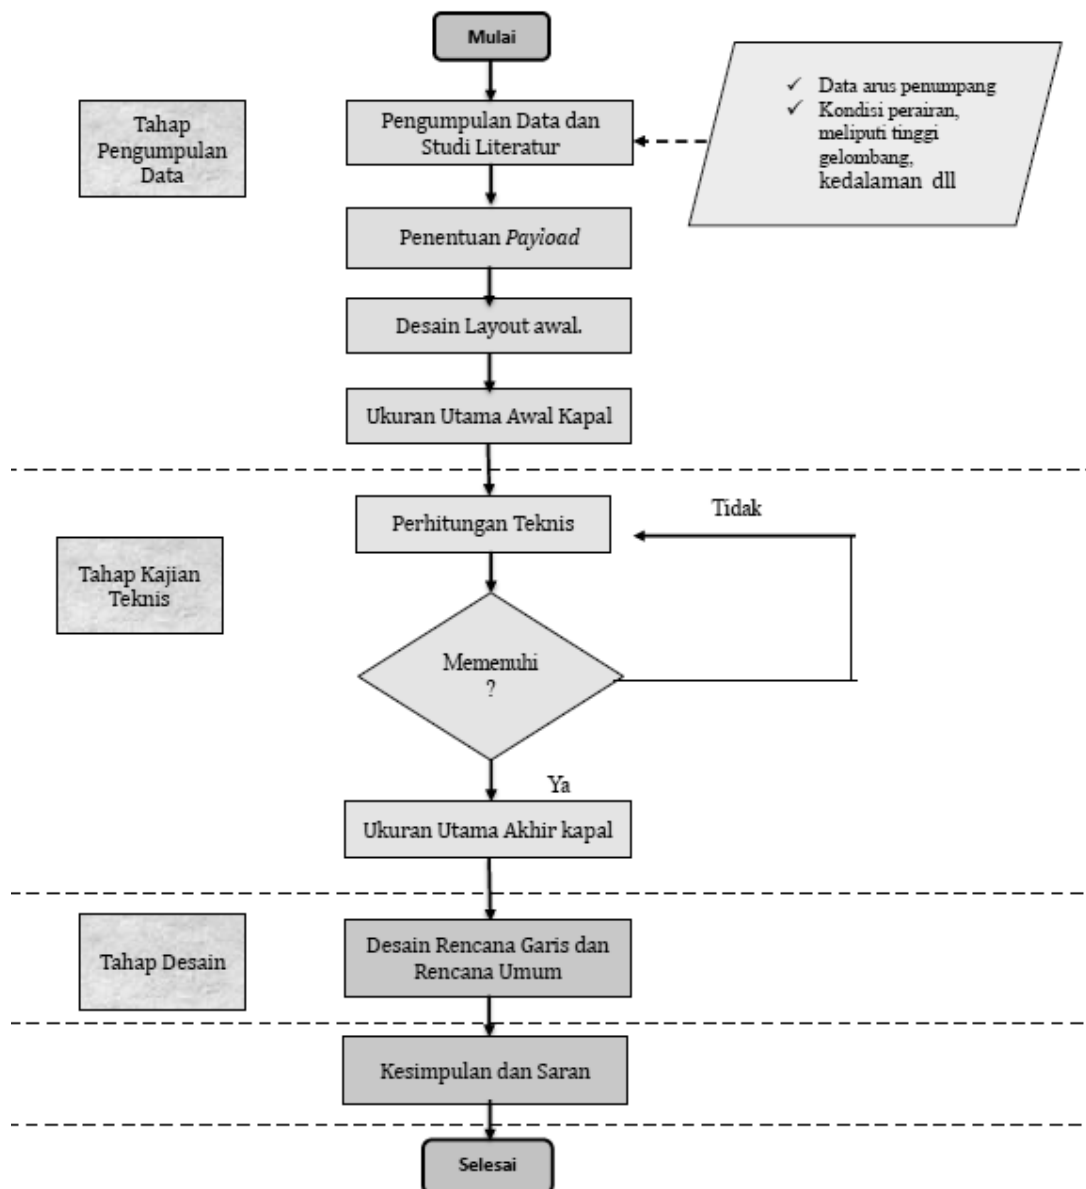 Mulai
✓ Data arus penumpang
✓ Kondisi perairan,
meliputi tinggi
gelombang,
kedalaman dll
Tahap
Pengumpulan
Data
Pengumpulan Data dan
Studi Literatur
Penentuan Payload
Desain Layout awal.
Ukuran Utama Awal Kapal
Perhitungan Teknis
Tidak
Tahap Kajian
Teknis
Memenuhi
?
Ya
Ukuran Utama Akhir kapal
Tahap Desain
Desain Rencana Garis dan
Rencana Umum
Kesimpulan dan Saran
Selesai